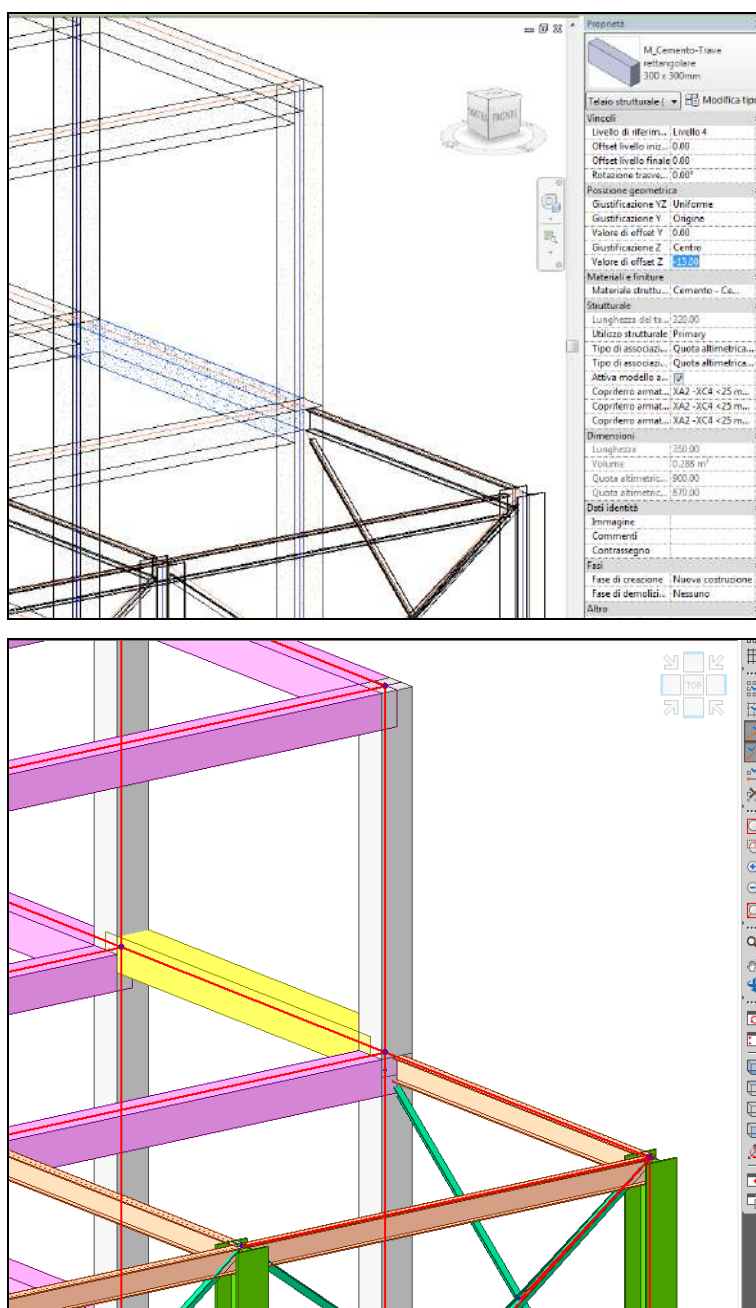 Proprietà
M_Cemento-Trave
rettangolare
300 x 300mm
FRONTE
Telaio strutturale ( Modifica tipo
Vincoli
Livello di riferim... Livello 4
Offset livello iniz... 0.00
Offset livello finale 0.00
Rotazione trasve... 0.00°
Posizione geometrica
Giustificazione YZ Uniforme
Giustificazione Y Origine
Valore di offset Y 0.00
Giustificazione Z Centro
Valore di offset Z -15.00
Materiali e finiture
Materiale struttu... Cemento - Ce...
Strutturale
Lunghezza del ta... 320.00
Utilizzo strutturale Primary
Tipo di associazi... Quota altimetrica...
Tipo di associazi... Quota altimetrica...
Attiva modello a...
Copriferro armat... XA2 -XC4 <25 m...
Copriferro armat... XA2 -XC4 <25 m...
Copriferro armat... XA2 -XC4 <25 m...
Dimensioni
Lunghezza 350.00
Volume 0.288 m³
Quota altimetric... 900.00
Quota altimetric... 870.00
Dati identità
Immagine
Commenti
Contrassegno
Fasi
Fase di creazione Nuova costruzione
Fase di demolizi... Nessuno
Altro
TOP